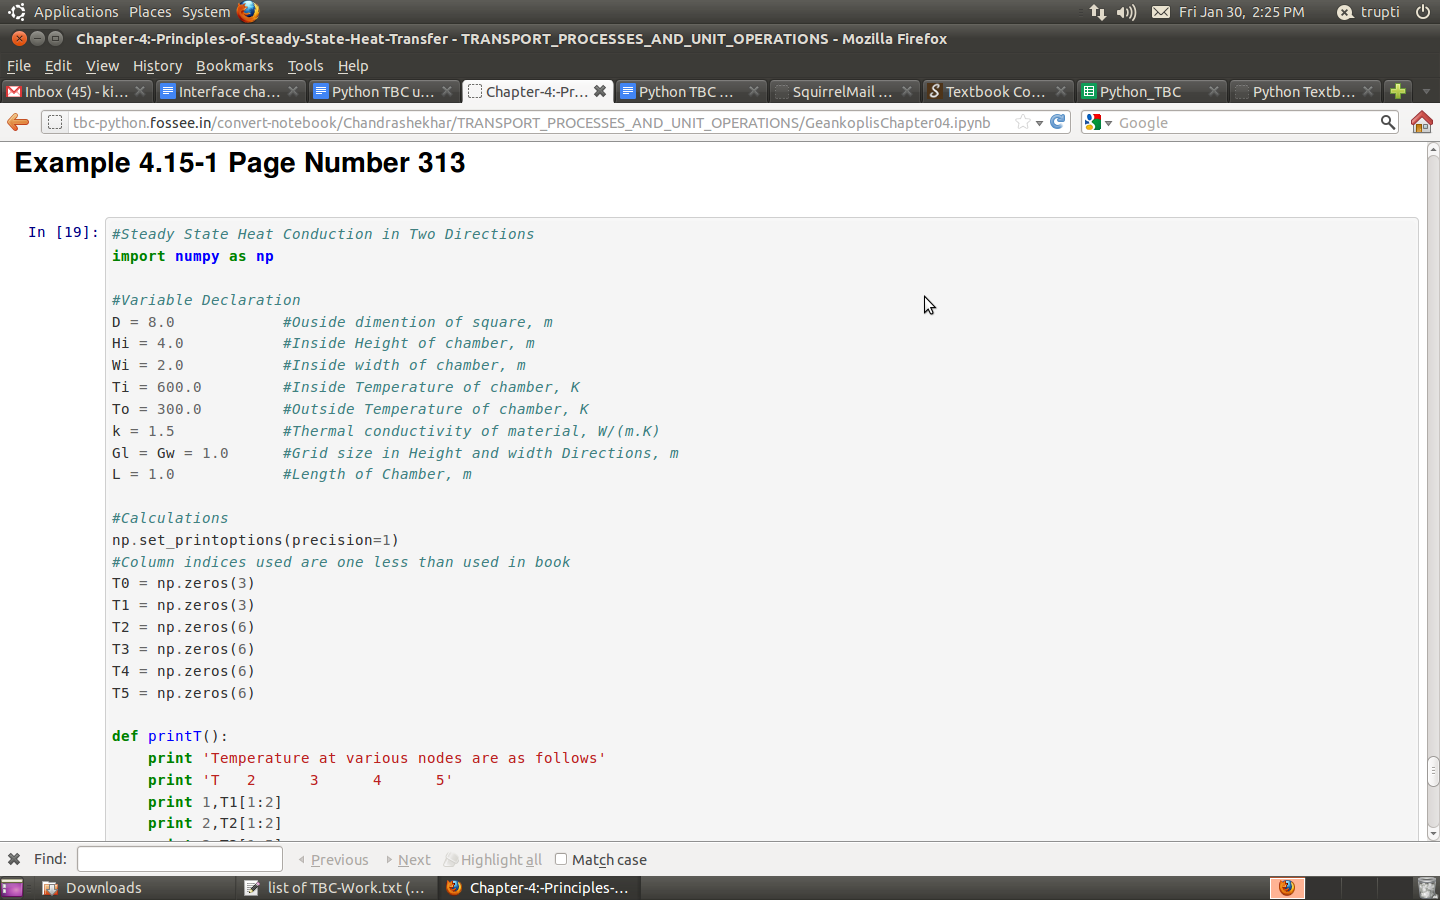 Applications Places System
Fri Jan 30, 2:25 PM trupti
Chapter-4:-Principles-of-Steady-State-Heat-Transfer - TRANSPORT_PROCESSES_AND_UNIT_OPERATIONS - Mozilla Firefox
File Edit View History Bookmarks Tools Help
Inbox (45) - ki... Interface cha... Python TBC u... Chapter-4:-Pr... Python TBC ... SquirrelMail ... Textbook Co... Python_TBC Python Textb...
tbc-python.fossee.in/convert-notebook/Chandrashekhar/TRANSPORT_PROCESSES_AND_UNIT_OPERATIONS/GeankoplisChapter04.ipynb Google
Example 4.15-1 Page Number 313
In [19]: #Steady State Heat Conduction in Two Directions
import numpy as np
#Variable Declaration
D = 8.0 #Ouside dimention of square, m
Hi = 4.0 #Inside Height of chamber, m
Wi = 2.0 #Inside width of chamber, m
Ti = 600.0 #Inside Temperature of chamber, K
To = 300.0 #Outside Temperature of chamber, K
k = 1.5 #Thermal conductivity of material, W/(m.K)
Gl = Gw = 1.0 #Grid size in Height and width Directions, m
L = 1.0 #Length of Chamber, m
#Calculations
np.set_printoptions(precision=1)
#Column indices used are one less than used in book
T0 = np.zeros(3)
T1 = np.zeros(3)
T2 = np.zeros(6)
T3 = np.zeros(6)
T4 = np.zeros(6)
T5 = np.zeros(6)
def printT():
print 'Temperature at various nodes are as follows'
print 'T 2 3 4 5'
print 1,T1[1:2]
print 2,T2[1:2]
Find: Previous Next Highlight all Match case
Downloads list of TBC-Work.txt (... Chapter-4:-Principles-...